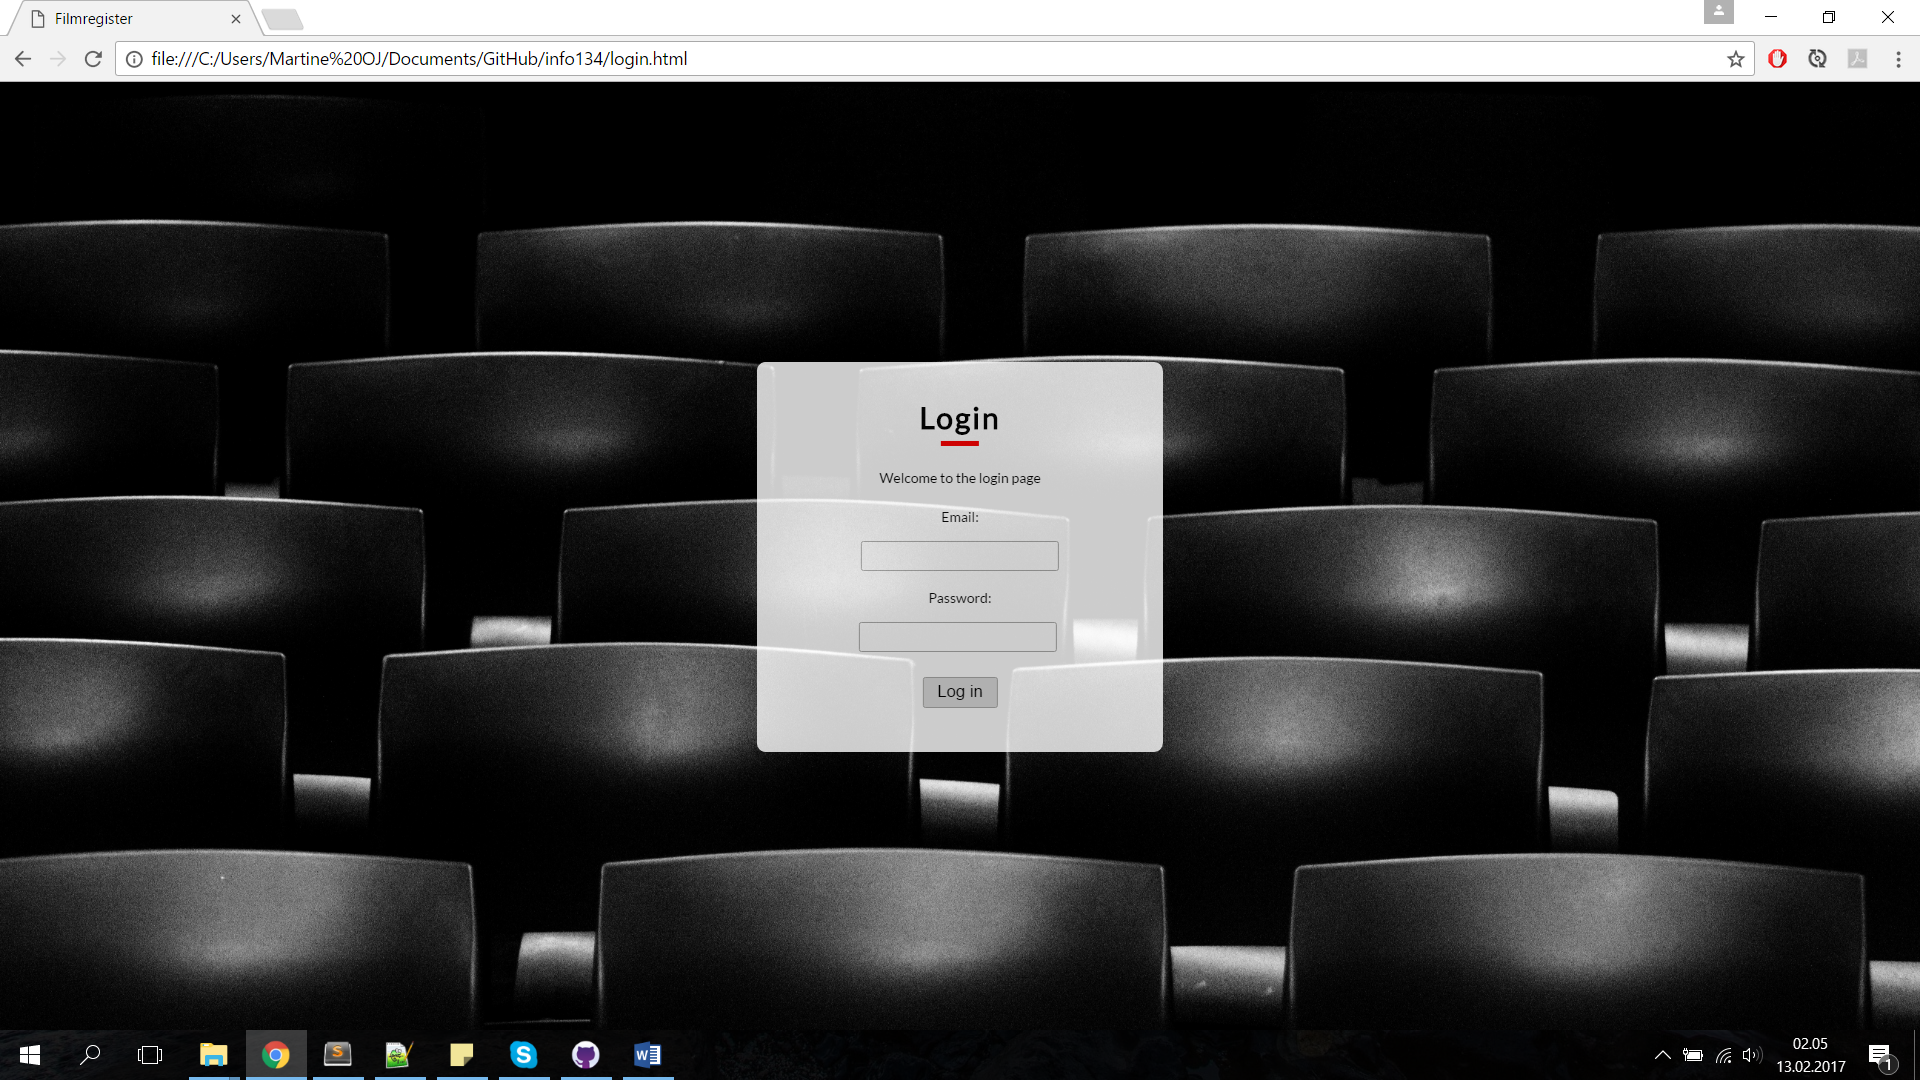 Filmregister
file:///C:/Users/Martine%20OJ/Documents/GitHub/info134/login.html
Login
Welcome to the login page
Email:
Password:
Log in
02.05
13.02.2017
1